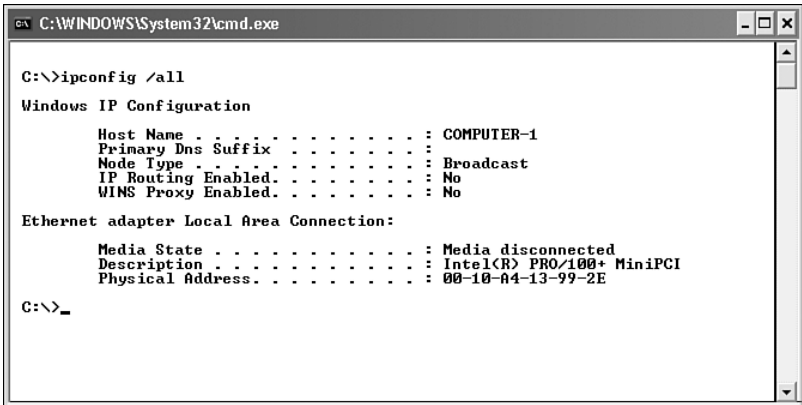 C:\WINDOWS\System32\cmd.exe
C:\>ipconfig /all
Windows IP Configuration
Host Name . . . . . . . . . . . . : COMPUTER-1
Primary Dns Suffix . . . . . . . :
Node Type . . . . . . . . . . . . : Broadcast
IP Routing Enabled. . . . . . . . : No
WINS Proxy Enabled. . . . . . . . : No
Ethernet adapter Local Area Connection:
Media State . . . . . . . . . . . : Media disconnected
Description . . . . . . . . . . . : Intel(R) PRO/100+ MiniPCI
Physical Address. . . . . . . . . : 00-10-A4-13-99-2E
C:\>_